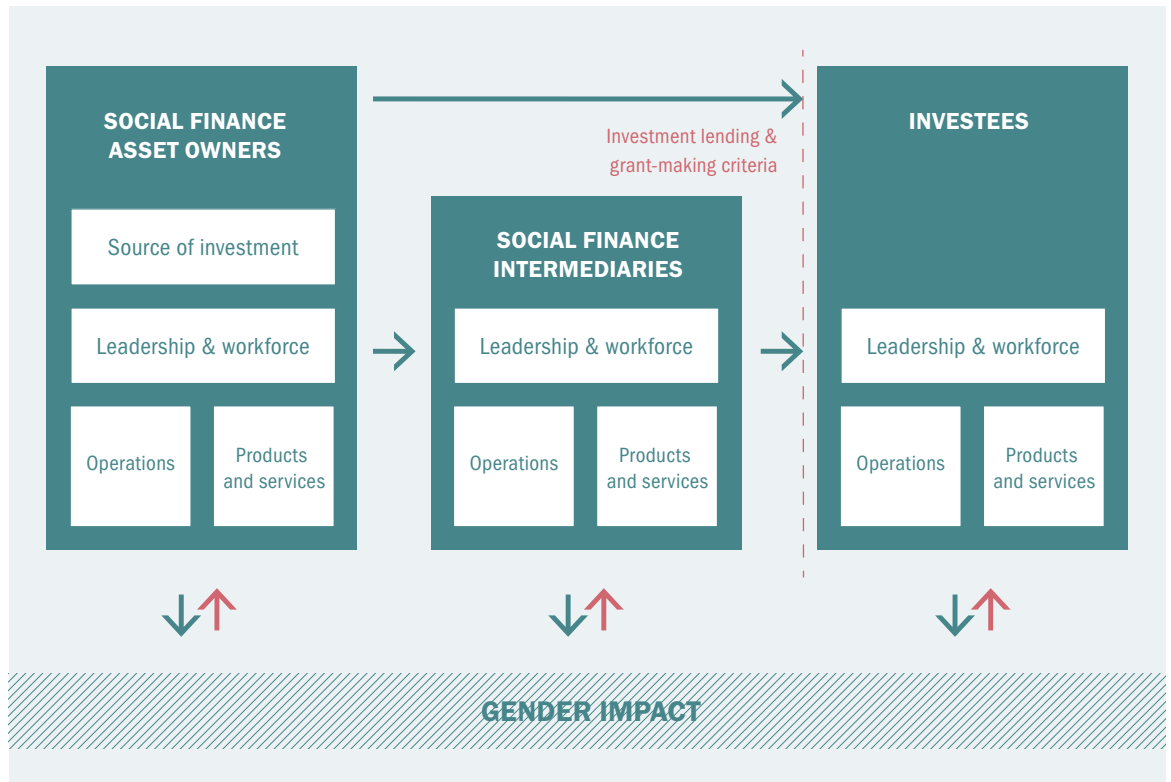 SOCIAL FINANCE
ASSET OWNERS
Source of investment
Leadership & workforce
Operations
Products
and services
Investment lending &
grant-making criteria
SOCIAL FINANCE
INTERMEDIARIES
Leadership & workforce
Operations
Products
and services
INVESTEES
Leadership & workforce
Operations
Products
and services
GENDER IMPACT